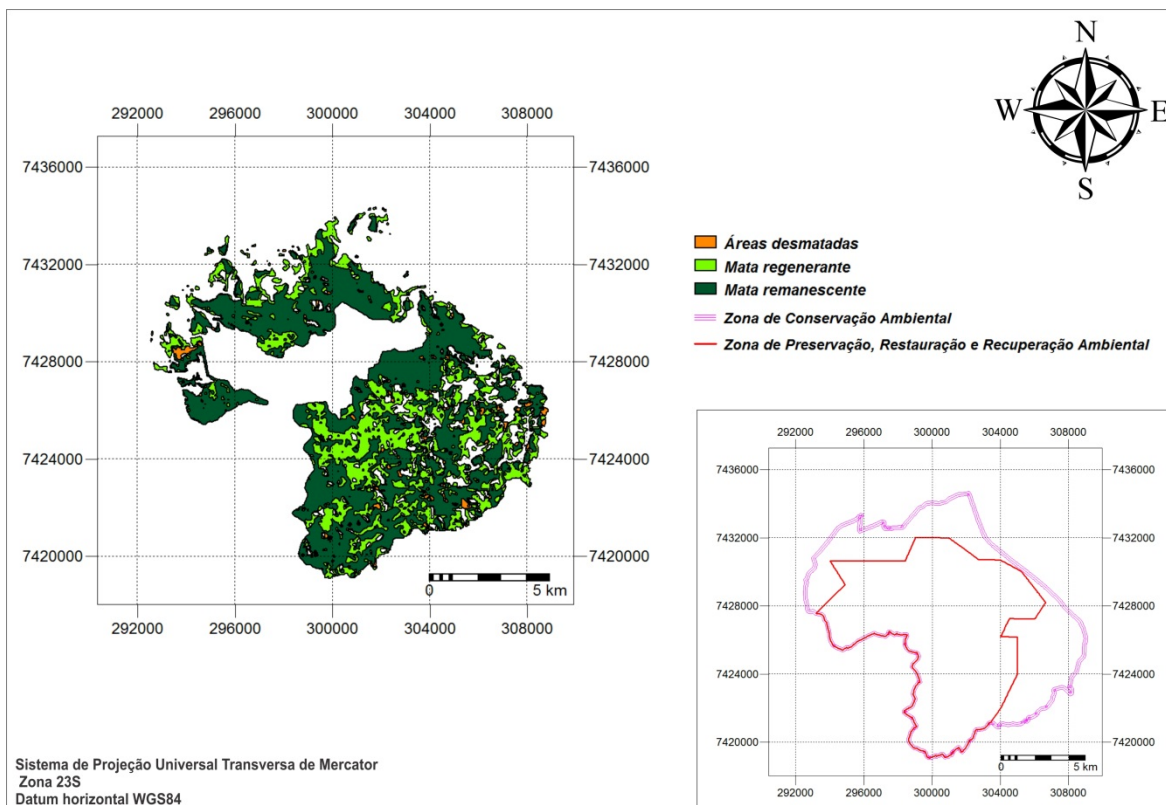 N
W E
S
292000 296000 300000 304000 308000
7436000 7436000
7432000 7432000
7428000 7428000
7424000 7424000
7420000 7420000
0 5 km
292000 296000 300000 304000 308000
Áreas desmatadas
Mata regenerante
Mata remanescente
Zona de Conservação Ambiental
Zona de Preservação, Restauração e Recuperação Ambiental
292000 296000 300000 304000 308000
7436000 7436000
7432000 7432000
7428000 7428000
7424000 7424000
7420000 7420000
0 5 km
292000 296000 300000 304000 308000
Sistema de Projeção Universal Transversa de Mercator
Zona 23S
Datum horizontal WGS84